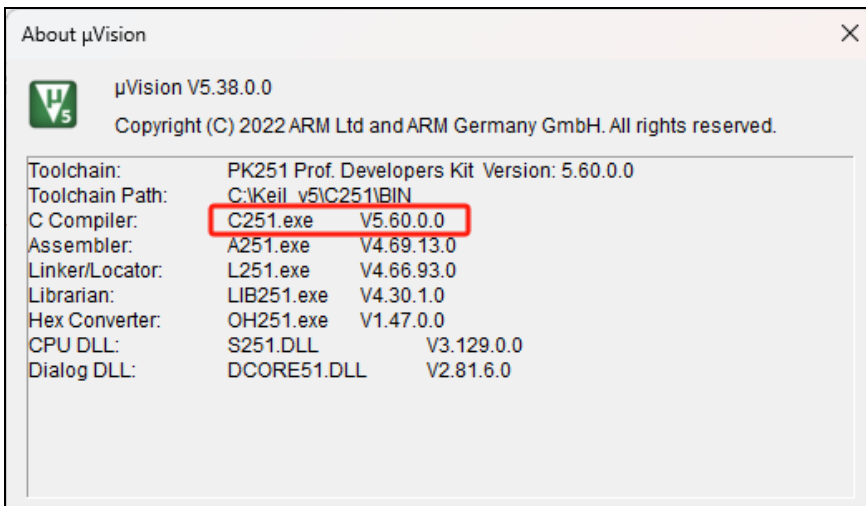 About µVision
µVision V5.38.0.0
Copyright (C) 2022 ARM Ltd and ARM Germany GmbH. All rights reserved.
Toolchain: PK251 Prof. Developers Kit Version: 5.60.0.0
Toolchain Path: C:\Keil_v5\C251\BIN
C Compiler: C251.exe V5.60.0.0
Assembler: A251.exe V4.69.13.0
Linker/Locator: L251.exe V4.66.93.0
Librarian: LIB251.exe V4.30.1.0
Hex Converter: OH251.exe V1.47.0.0
CPU DLL: S251.DLL V3.129.0.0
Dialog DLL: DCORE51.DLL V2.81.6.0